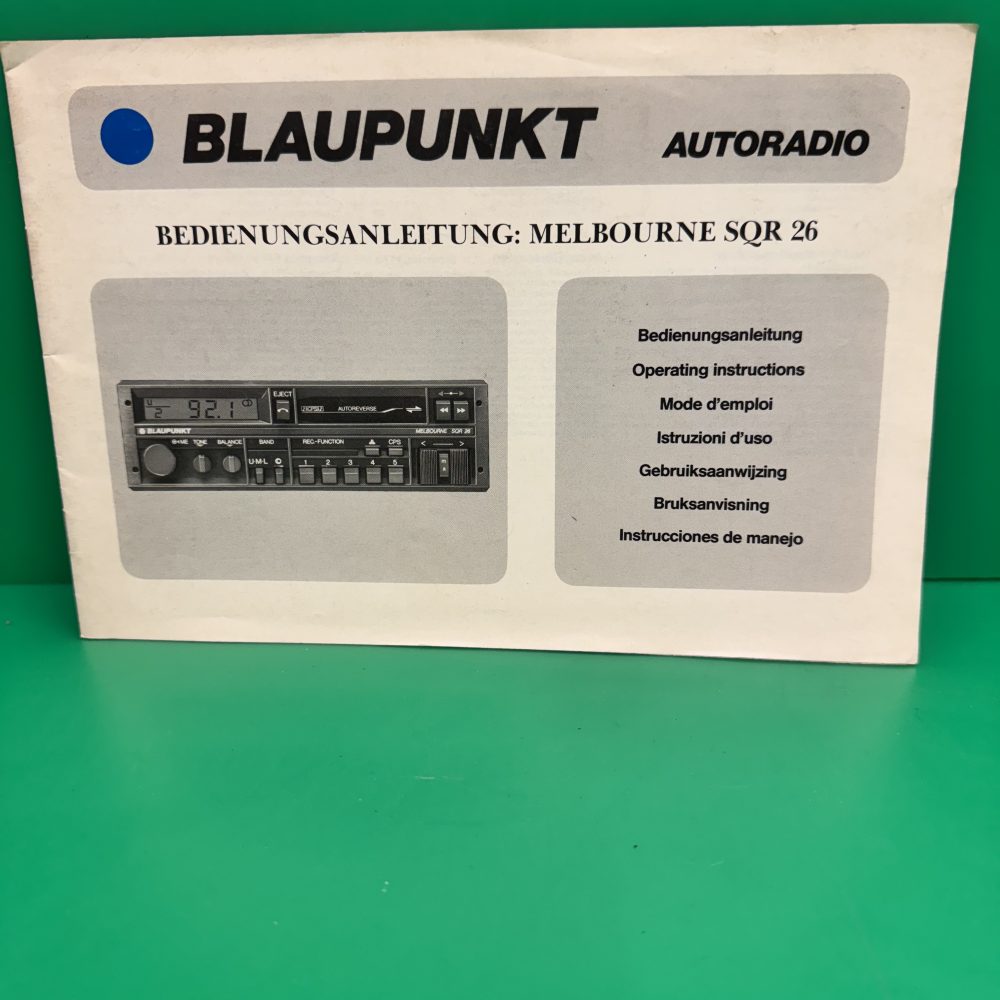 BLAUPUNKT AUTORADIO
BEDIENUNGSANLEITUNG: MELBOURNE SQR 26
Bedienungsanleitung
Operating instructions
Mode d'emploi
Istruzioni d'uso
Gebruiksaanwijzing
Bruksanvisning
Instrucciones de manejo
EJECT
U
2 92.1
AUTOREVERSE
BLAUPUNKT MELBOURNE SQR 26
TONE BALANCE BAND REC.-FUNCTION CPS
U·M·L
1 2 3 4 5